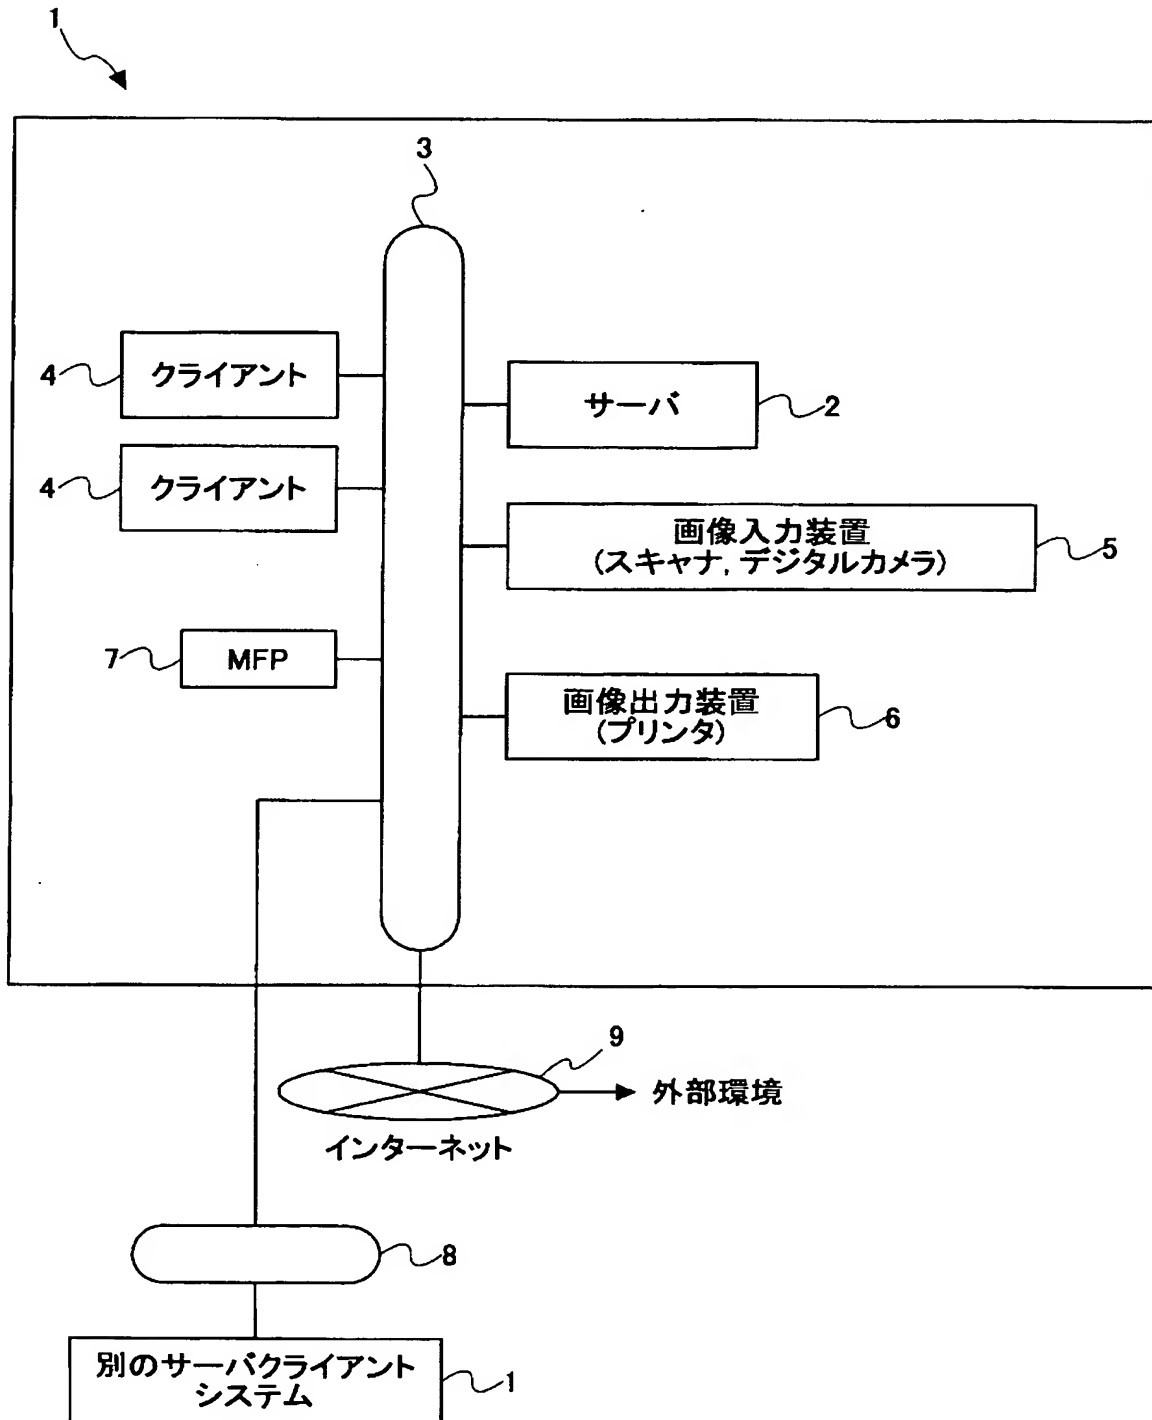 1
3
4
クライアント
サーバ
2
4
クライアント
画像入力装置
(スキャナ, デジタルカメラ)
5
7
MFP
画像出力装置
(プリンタ)
6
9
外部環境
インターネット
8
別のサーバクライアント
システム
1